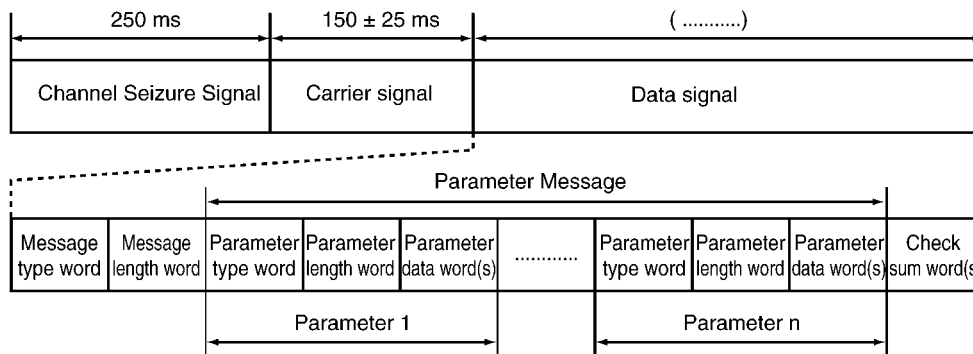 250 ms
150 ± 25 ms
( ...........)
Channel Seizure Signal
Carrier signal
Data signal
Parameter Message
Message
type word
Message
length word
Parameter
type word
Parameter
length word
Parameter
data word(s)
............
Parameter
type word
Parameter
length word
Parameter
data word(s)
Check
sum word(s
Parameter 1
Parameter n